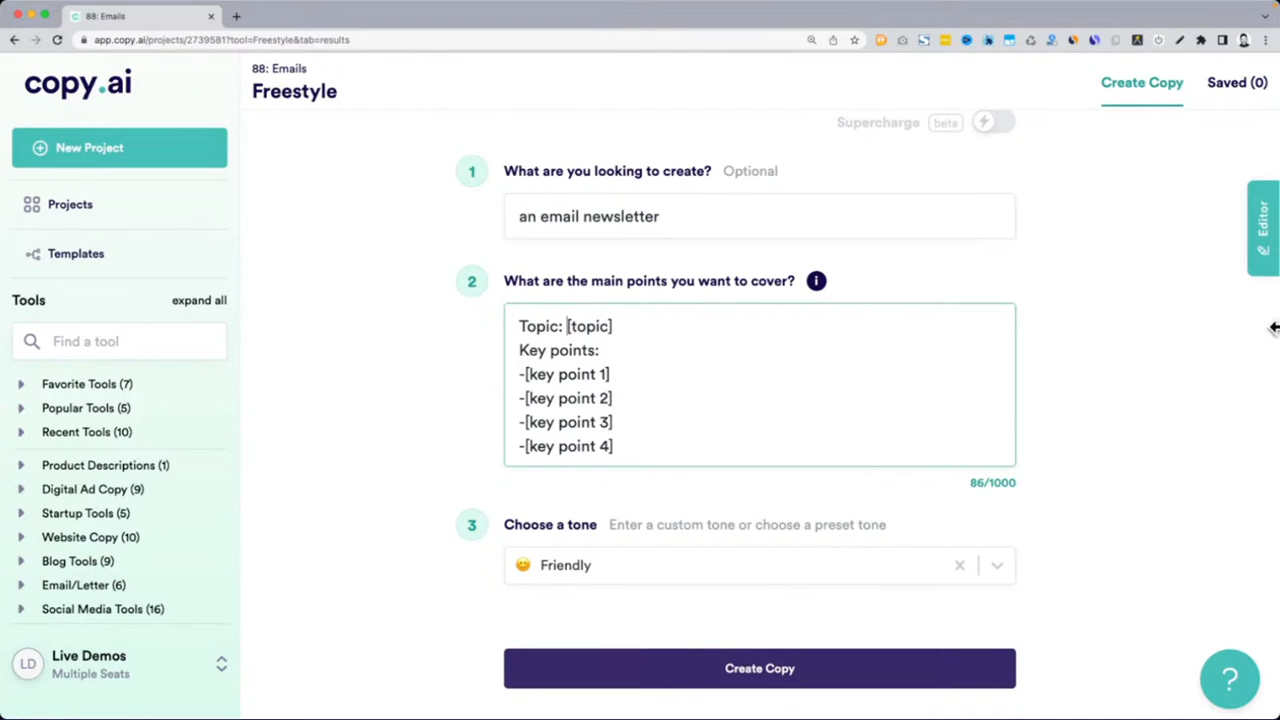 88: Emails
app.copy.ai/projects/2739581?tool=Freestyle&tab=results
copy.ai
88: Emails
Freestyle
Create Copy
Saved (0)
New Project
Supercharge beta
Projects
Templates
Tools
expand all
Find a tool
Favorite Tools (7)
Popular Tools (5)
Recent Tools (10)
Product Descriptions (1)
Digital Ad Copy (9)
Startup Tools (5)
Website Copy (10)
Blog Tools (9)
Email/Letter (6)
Social Media Tools (16)
LD
Live Demos
Multiple Seats
1 What are you looking to create? Optional
an email newsletter
2 What are the main points you want to cover? i
Topic: [topic]
Key points:
-[key point 1]
-[key point 2]
-[key point 3]
-[key point 4]
86/1000
3 Choose a tone Enter a custom tone or choose a preset tone
😊 Friendly
Create Copy
Editor
?